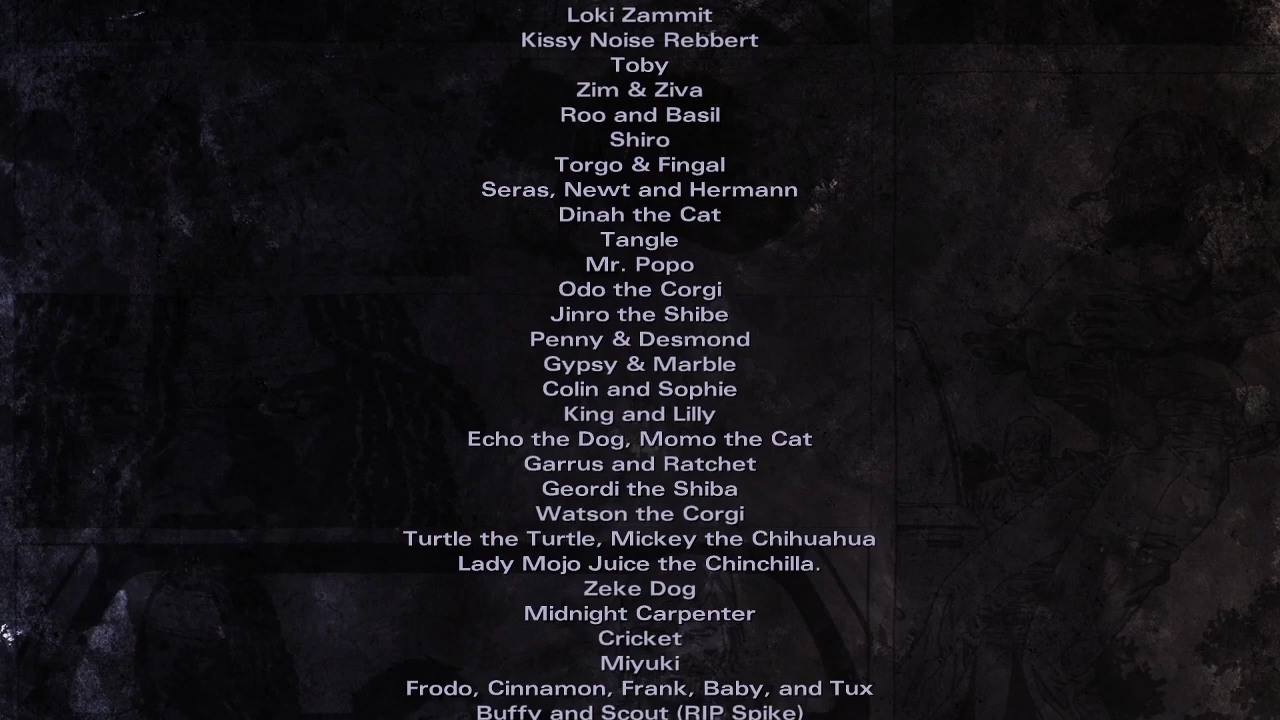 Loki Zammit
Kissy Noise Rebbert
Toby
Zim & Ziva
Roo and Basil
Shiro
Torgo & Fingal
Seras, Newt and Hermann
Dinah the Cat
Tangle
Mr. Popo
Odo the Corgi
Jinro the Shibe
Penny & Desmond
Gypsy & Marble
Colin and Sophie
King and Lilly
Echo the Dog, Momo the Cat
Garrus and Ratchet
Geordi the Shiba
Watson the Corgi
Turtle the Turtle, Mickey the Chihuahua
Lady Mojo Juice the Chinchilla.
Zeke Dog
Midnight Carpenter
Cricket
Miyuki
Frodo, Cinnamon, Frank, Baby, and Tux
Buffy and Scout (RIP Spike)